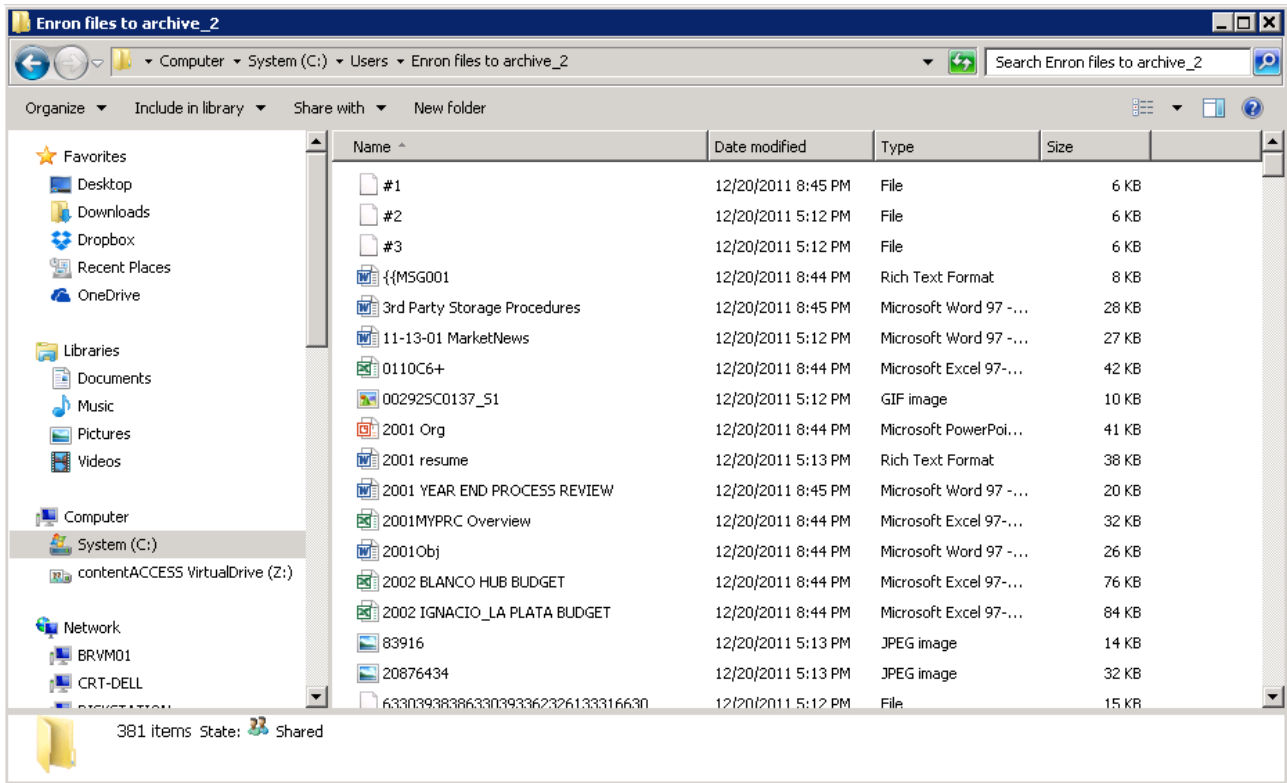 Enron files to archive_2
Computer System (C:) Users Enron files to archive_2 Search Enron files to archive_2
Organize Include in library Share with New folder
Favorites
Desktop
Downloads
Dropbox
Recent Places
OneDrive
Libraries
Documents
Music
Pictures
Videos
Computer
System (C:)
contentACCESS VirtualDrive (Z:)
Network
BRVM01
CRT-DELL
Name Date modified Type Size
#1 12/20/2011 8:45 PM File 6 KB
#2 12/20/2011 5:12 PM File 6 KB
#3 12/20/2011 5:12 PM File 6 KB
{{MSG001 12/20/2011 8:44 PM Rich Text Format 8 KB
3rd Party Storage Procedures 12/20/2011 8:45 PM Microsoft Word 97 -... 28 KB
11-13-01 MarketNews 12/20/2011 5:12 PM Microsoft Word 97 -... 27 KB
0110C6+ 12/20/2011 8:44 PM Microsoft Excel 97-... 42 KB
002925C0137_S1 12/20/2011 5:12 PM GIF image 10 KB
2001 Org 12/20/2011 8:44 PM Microsoft PowerPoi... 41 KB
2001 resume 12/20/2011 5:13 PM Rich Text Format 38 KB
2001 YEAR END PROCESS REVIEW 12/20/2011 8:45 PM Microsoft Word 97 -... 20 KB
2001MYPRC Overview 12/20/2011 8:44 PM Microsoft Excel 97-... 32 KB
2001Obj 12/20/2011 8:44 PM Microsoft Word 97 -... 26 KB
2002 BLANCO HUB BUDGET 12/20/2011 8:44 PM Microsoft Excel 97-... 76 KB
2002 IGNACIO_LA PLATA BUDGET 12/20/2011 8:44 PM Microsoft Excel 97-... 84 KB
83916 12/20/2011 5:13 PM JPEG image 14 KB
20876434 12/20/2011 5:13 PM JPEG image 32 KB
12/20/2011 5:12 PM File 15 KB
381 items State: Shared